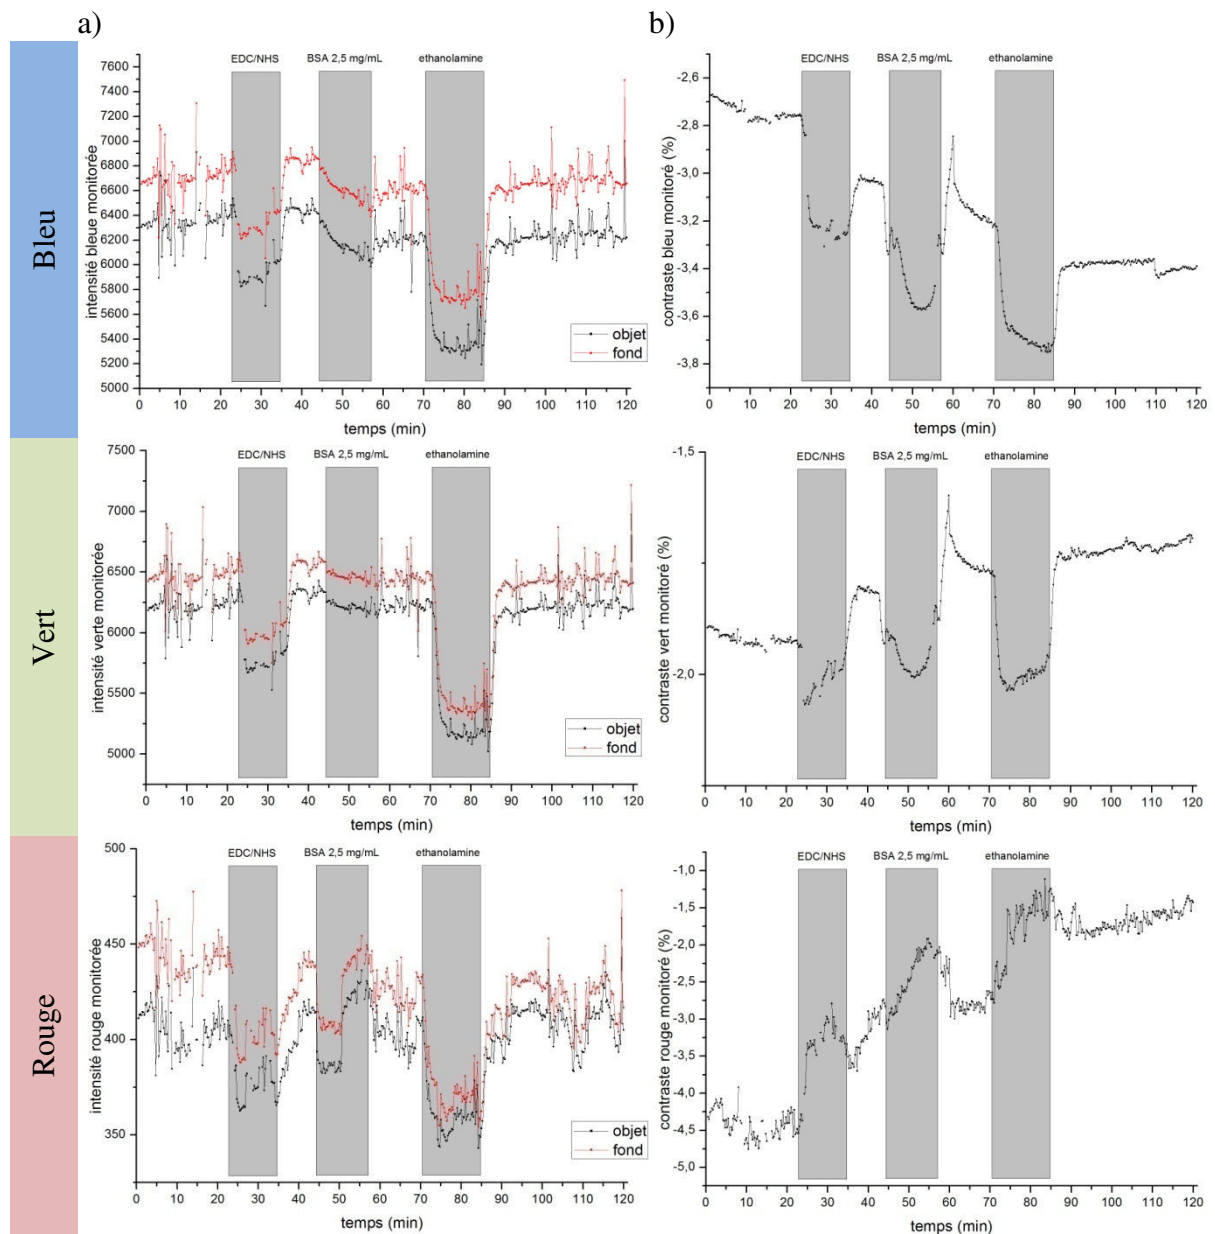 a)
b)
Bleu
EDC/NHS BSA 2,5 mg/mL ethanolamine
7600
7400
7200
7000
6800
6600
6400
6200
6000
5800
5600
5400
5200
5000
intensité bleue monitorée
objet
fond
0 10 20 30 40 50 60 70 80 90 100 110 120
temps (min)
EDC/NHS BSA 2,5 mg/mL ethanolamine
-2,6
-2,8
-3,0
-3,2
-3,4
-3,6
-3,8
contraste bleu monitoré (%)
0 10 20 30 40 50 60 70 80 90 100 110 120
temps (min)
Vert
EDC/NHS BSA 2,5 mg/mL ethanolamine
7500
7000
6500
6000
5500
5000
intensité verte monitorée
objet
fond
0 10 20 30 40 50 60 70 80 90 100 110 120
temps (min)
EDC/NHS BSA 2,5 mg/mL ethanolamine
-1,5
-2,0
contraste vert monitoré (%)
0 10 20 30 40 50 60 70 80 90 100 110 120
temps (min)
Rouge
EDC/NHS BSA 2,5 mg/mL ethanolamine
500
450
400
350
intensité rouge monitorée
objet
fond
0 10 20 30 40 50 60 70 80 90 100 110 120
temps (min)
EDC/NHS BSA 2,5 mg/mL ethanolamine
-1,0
-1,5
-2,0
-2,5
-3,0
-3,5
-4,0
-4,5
-5,0
contraste rouge monitoré (%)
0 10 20 30 40 50 60 70 80 90 100 110 120
temps (min)